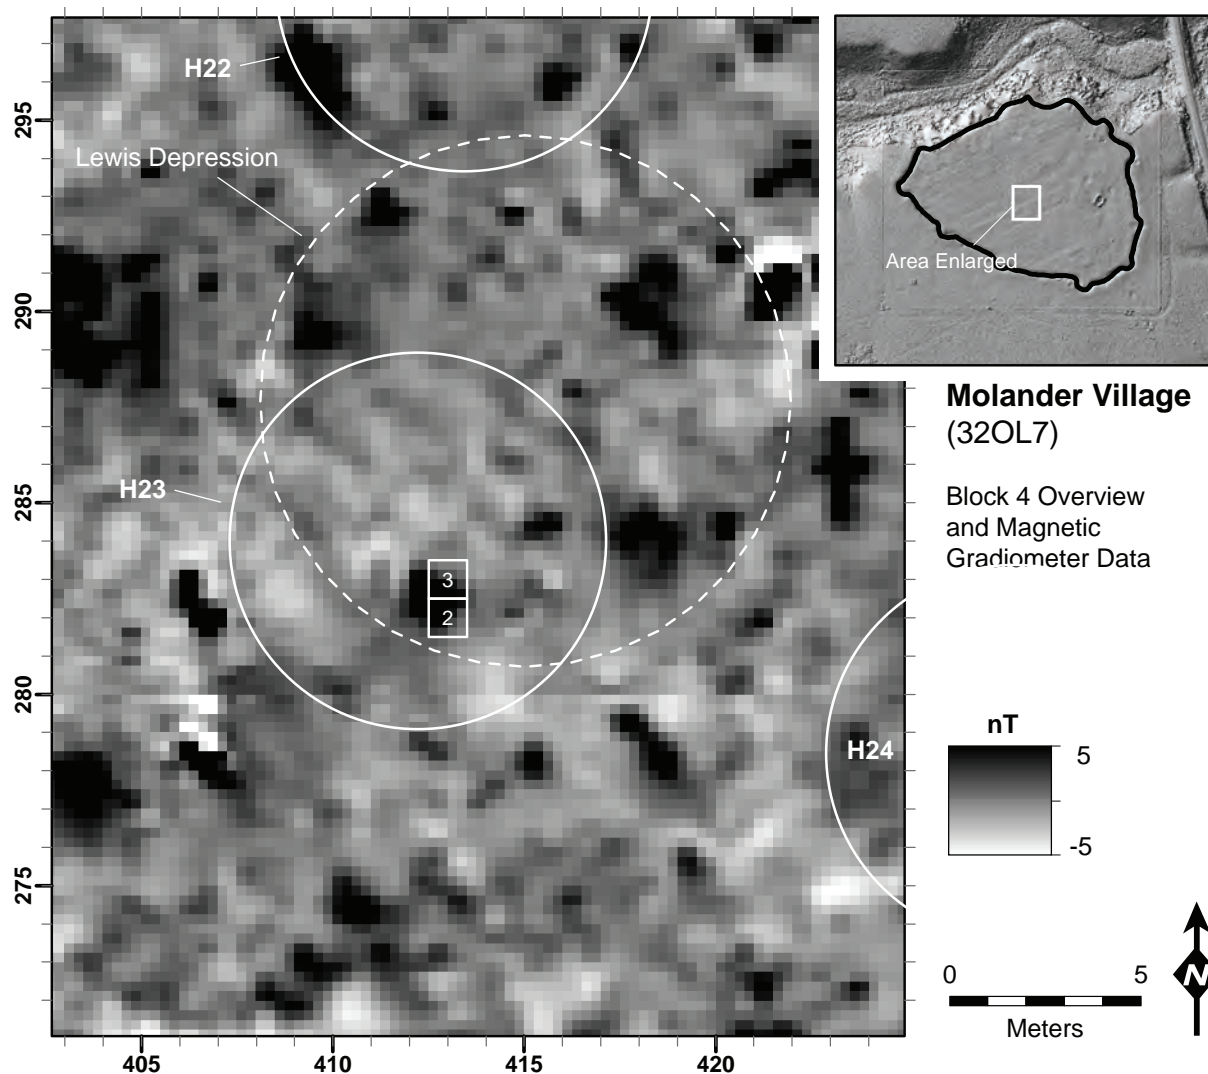 H22
295
Lewis Depression
290
H23
285
3
2
280
H24
275
405
410
415
420
Area Enlarged
Molander Village
(32OL7)
Block 4 Overview
and Magnetic
Gradiometer Data
nT
5
-5
0
5
Meters
N